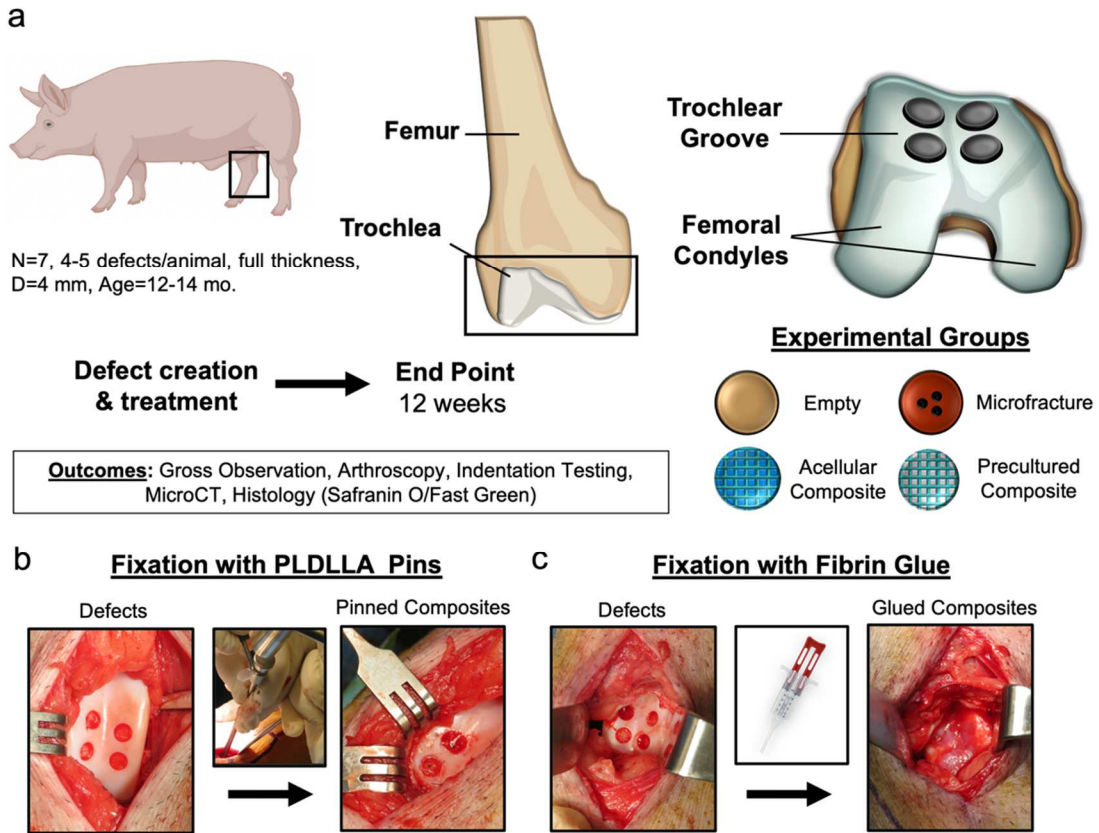 a
Femur
Trochlea
Trochlear
Groove
Femoral
Condyles
N=7, 4-5 defects/animal, full thickness,
D=4 mm, Age=12-14 mo.
Defect creation
& treatment
End Point
12 weeks
Outcomes: Gross Observation, Arthroscopy, Indentation Testing,
MicroCT, Histology (Safranin O/Fast Green)
Experimental Groups
Empty
Microfracture
Acellular
Composite
Precultured
Composite
b
Fixation with PLDLLA Pins
Defects
Pinned Composites
c
Fixation with Fibrin Glue
Defects
Glued Composites